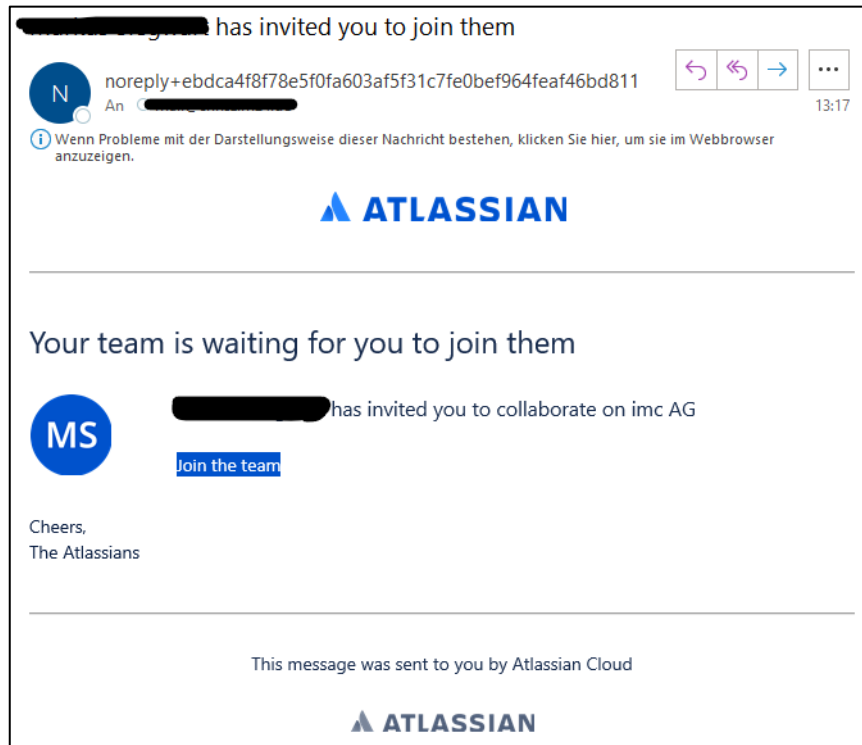 has invited you to join them
N
noreply+ebdca4f8f78e5f0fa603af5f31c7fe0bef964feaf46bd811
An
13:17
Wenn Probleme mit der Darstellungsweise dieser Nachricht bestehen, klicken Sie hier, um sie im Webbrowser
anzuzeigen.
ATLASSIAN
Your team is waiting for you to join them
MS
has invited you to collaborate on imc AG
Join the team
Cheers,
The Atlassians
This message was sent to you by Atlassian Cloud
ATLASSIAN